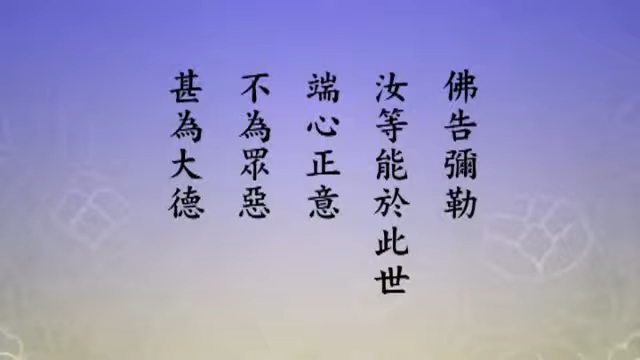 佛告彌勒
汝等能於此世
端心正意
不為眾惡
甚為大德